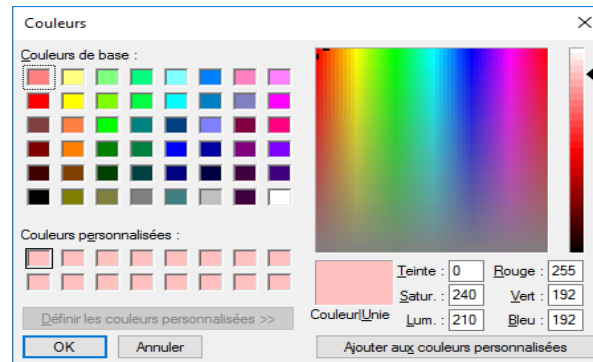 Couleurs
Couleurs de base :
Couleurs personnalisées :
Définir les couleurs personnalisées >>
OK Annuler
Couleur|Unie
Teinte : 0 Rouge : 255
Satur. : 240 Vert : 192
Lum. : 210 Bleu : 192
Ajouter aux couleurs personnalisées